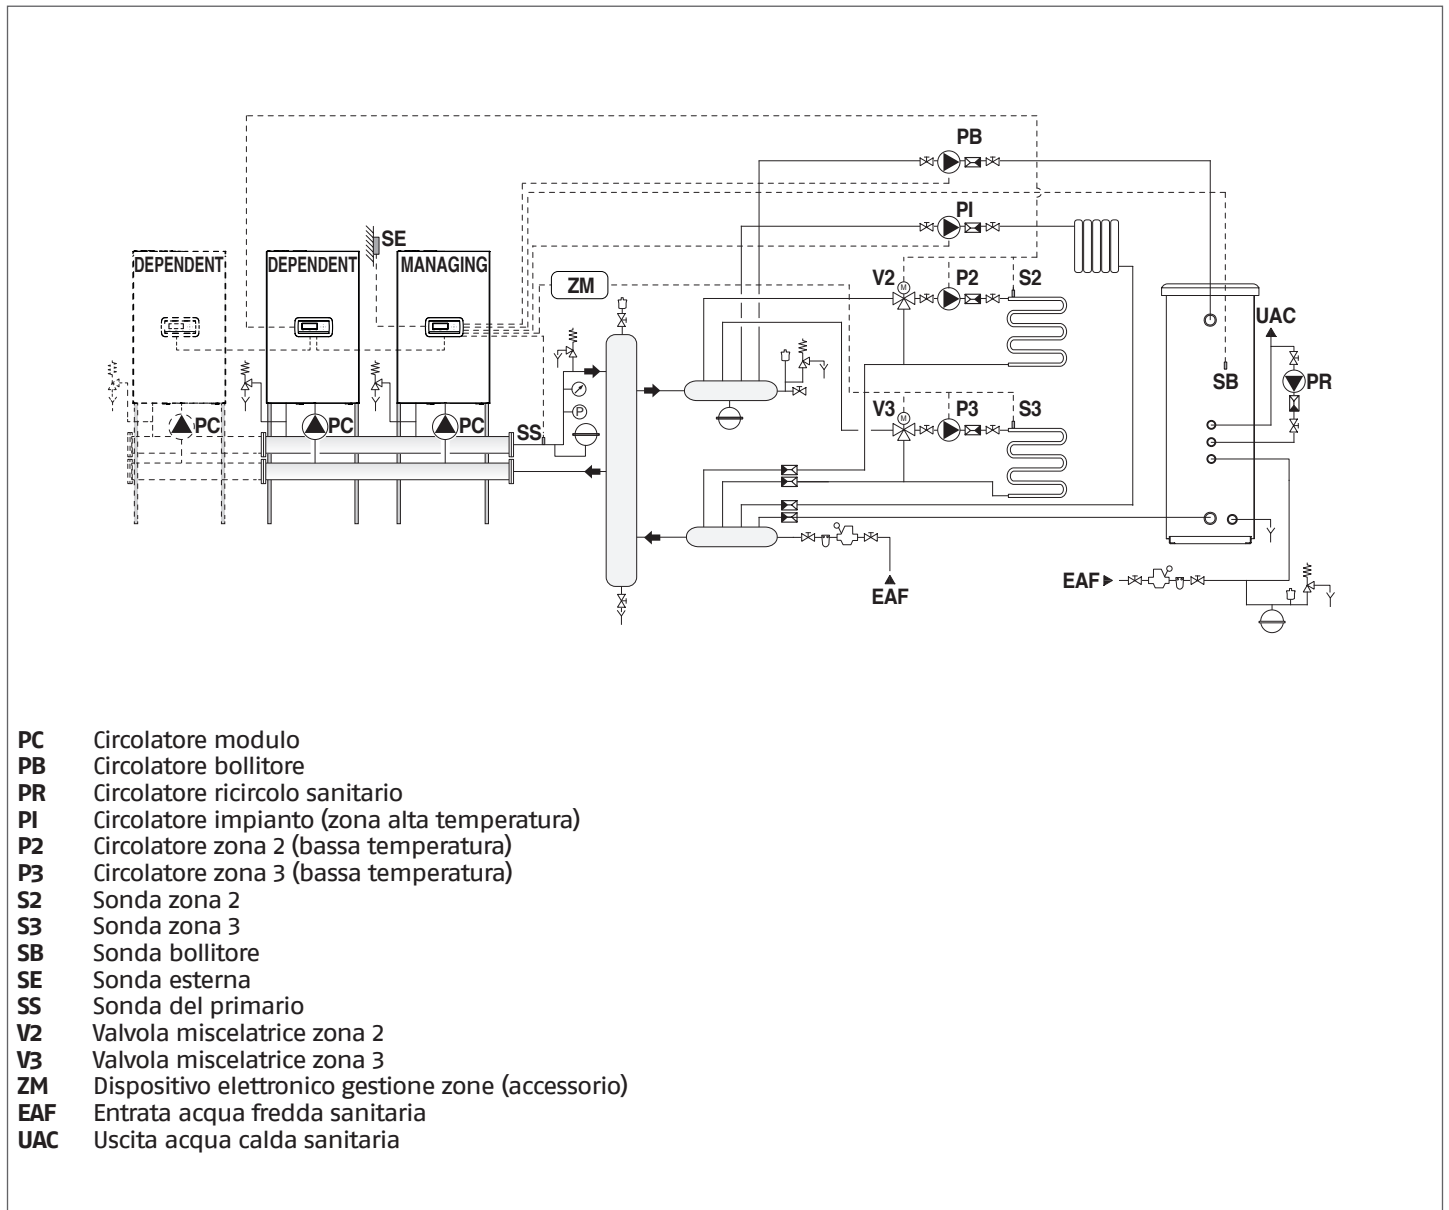 PB
PI
SE
DEPENDENT
DEPENDENT
MANAGING
ZM
V2
M
P2
S2
UAC
SB
PR
PC
PC
PC
SS
P
V3
M
P3
S3
EAF
EAF
PC Circolatore modulo
PB Circolatore bollitore
PR Circolatore ricircolo sanitario
PI Circolatore impianto (zona alta temperatura)
P2 Circolatore zona 2 (bassa temperatura)
P3 Circolatore zona 3 (bassa temperatura)
S2 Sonda zona 2
S3 Sonda zona 3
SB Sonda bollitore
SE Sonda esterna
SS Sonda del primario
V2 Valvola miscelatrice zona 2
V3 Valvola miscelatrice zona 3
ZM Dispositivo elettronico gestione zone (accessorio)
EAF Entrata acqua fredda sanitaria
UAC Uscita acqua calda sanitaria